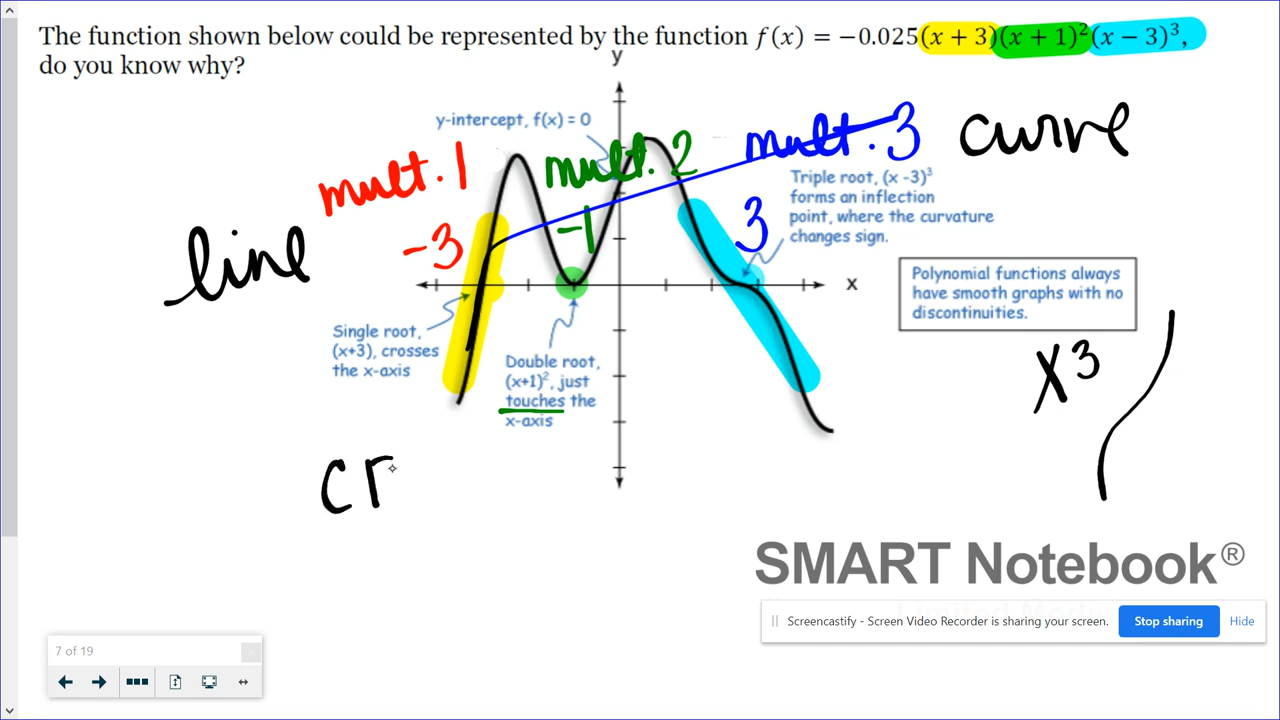 The function shown below could be represented by the function f(x) = −0.025(x + 3)(x + 1)²(x − 3)³,
do you know why?
y
y-intercept, f(x) = 0
mult. 1
mult. 2
mult. 3
curve
Triple root, (x -3)³
forms an inflection
point, where the curvature
changes sign.
line
-3
-1
3
x
Polynomial functions always
have smooth graphs with no
discontinuities.
Single root,
(x+3), crosses
the x-axis
Double root,
(x+1)², just
touches the
x-axis
x³
cr
SMART Notebook®
Screencastify - Screen Video Recorder is sharing your screen.
Stop sharing
Hide
7 of 19